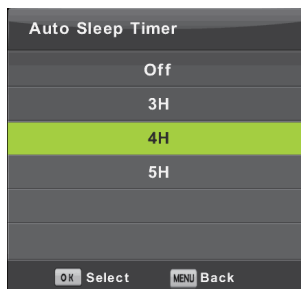 Auto Sleep Timer
Off
3H
4H
5H
OK Select MENU Back